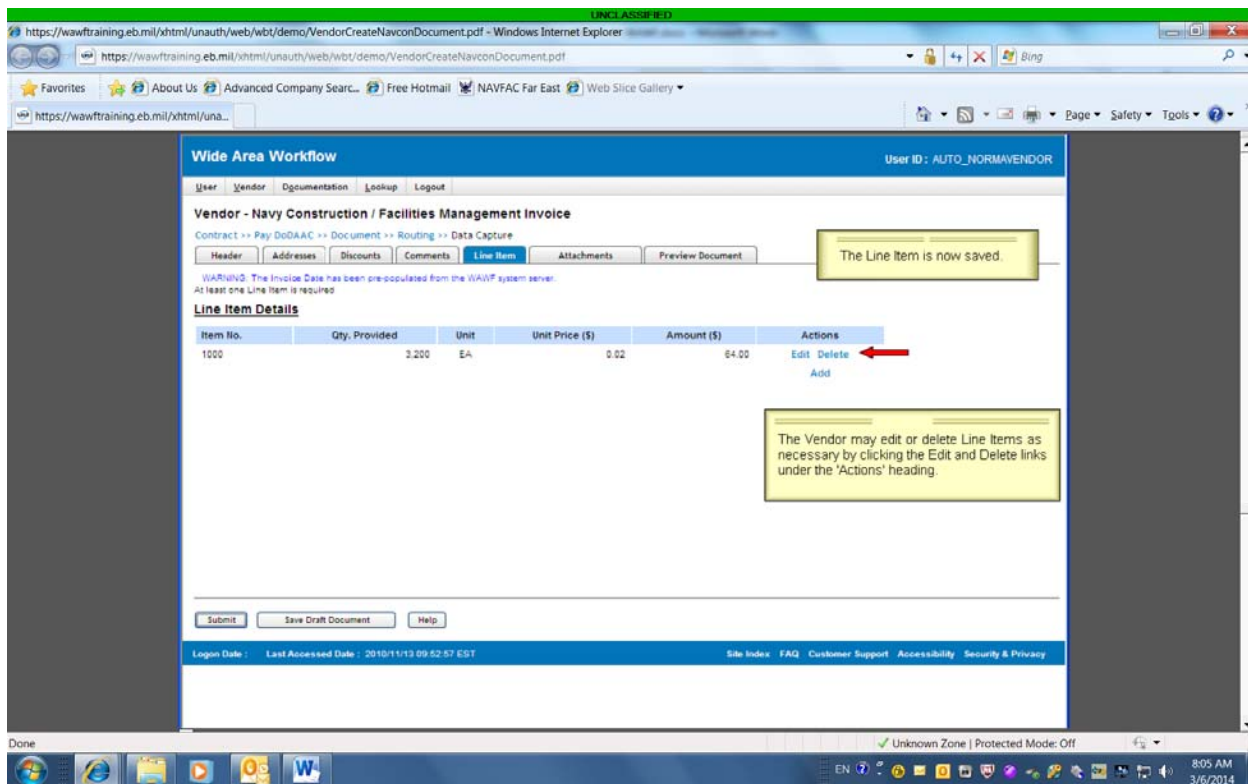 UNCLASSIFIED
https://wawftraining.eb.mil/xhtml/unauth/web/wbt/demo/VendorCreateNavconDocument.pdf - Windows Internet Explorer
https://wawftraining.eb.mil/xhtml/unauth/web/wbt/demo/VendorCreateNavconDocument.pdf
Bing
Favorites About Us Advanced Company Searc... Free Hotmail NAVFAC Far East Web Slice Gallery
https://wawftraining.eb.mil/xhtml/una...
Page Safety Tools
Wide Area Workflow
User ID : AUTO_NORMAVENDOR
User Vendor Documentation Lookup Logout
Vendor - Navy Construction / Facilities Management Invoice
Contract >> Pay DoDAAC >> Document >> Routing >> Data Capture
Header Addresses Discounts Comments Line Item Attachments Preview Document
The Line Item is now saved.
WARNING: The Invoice Date has been pre-populated from the WAWF system server.
At least one Line Item is required
Line Item Details
Item No. Qty. Provided Unit Unit Price ($) Amount ($) Actions
1000 3.200 EA 0.02 64.00 Edit Delete
Add
The Vendor may edit or delete Line Items as
necessary by clicking the Edit and Delete links
under the 'Actions' heading.
Submit Save Draft Document Help
Logon Date : Last Accessed Date : 2010/11/13 09:52:57 EST
Site Index FAQ Customer Support Accessibility Security & Privacy
Done
Unknown Zone | Protected Mode: Off
EN
8:05 AM
3/6/2014